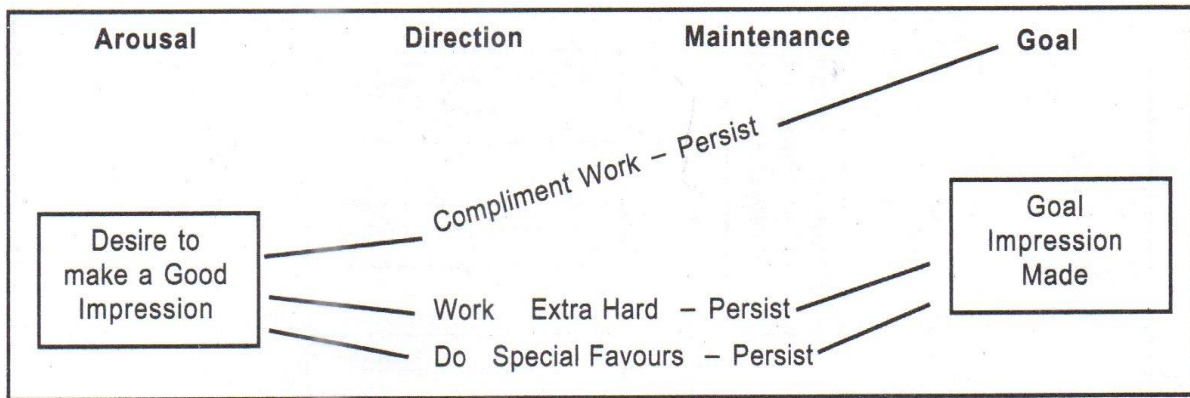 Arousal Direction Maintenance Goal
Compliment Work – Persist
Desire to
make a Good
Impression
Work Extra Hard – Persist
Do Special Favours – Persist
Goal
Impression
Made